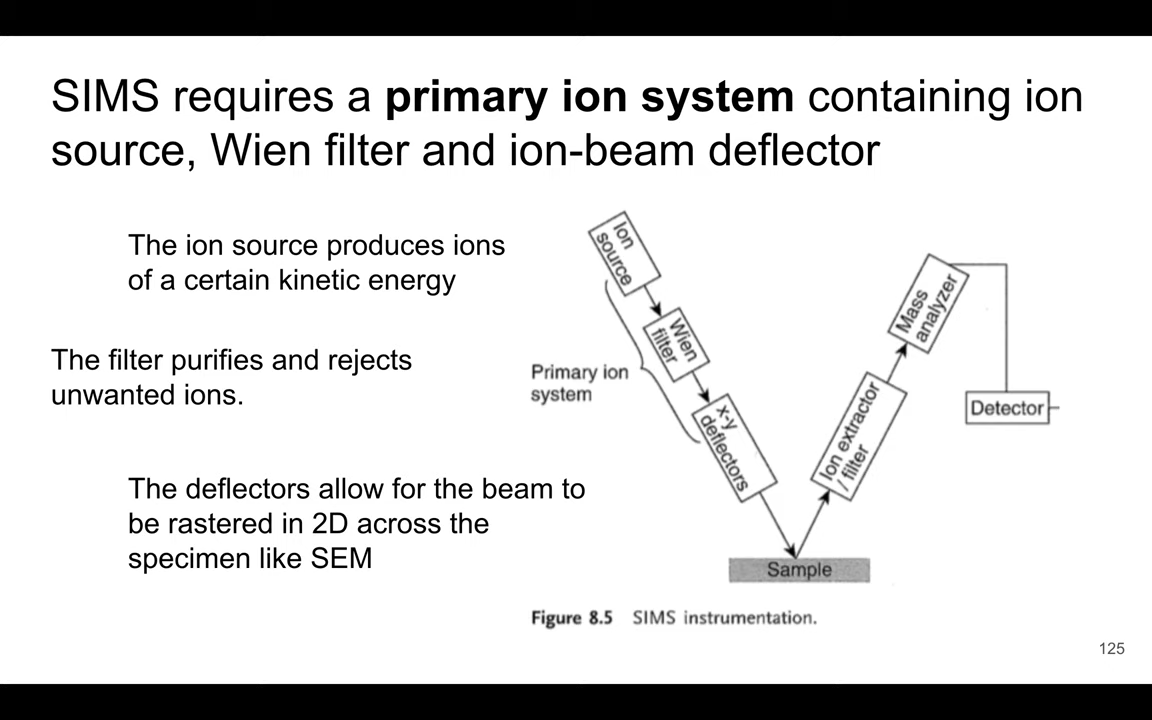 SIMS requires a primary ion system containing ion
source, Wien filter and ion-beam deflector
The ion source produces ions
of a certain kinetic energy
The filter purifies and rejects
unwanted ions.
The deflectors allow for the beam to
be rastered in 2D across the
specimen like SEM
Ion
source
Wien
filter
Primary ion
system
x-y
deflectors
Sample
Ion extractor
/ filter
Mass
analyzer
Detector
Figure 8.5 SIMS instrumentation.
125